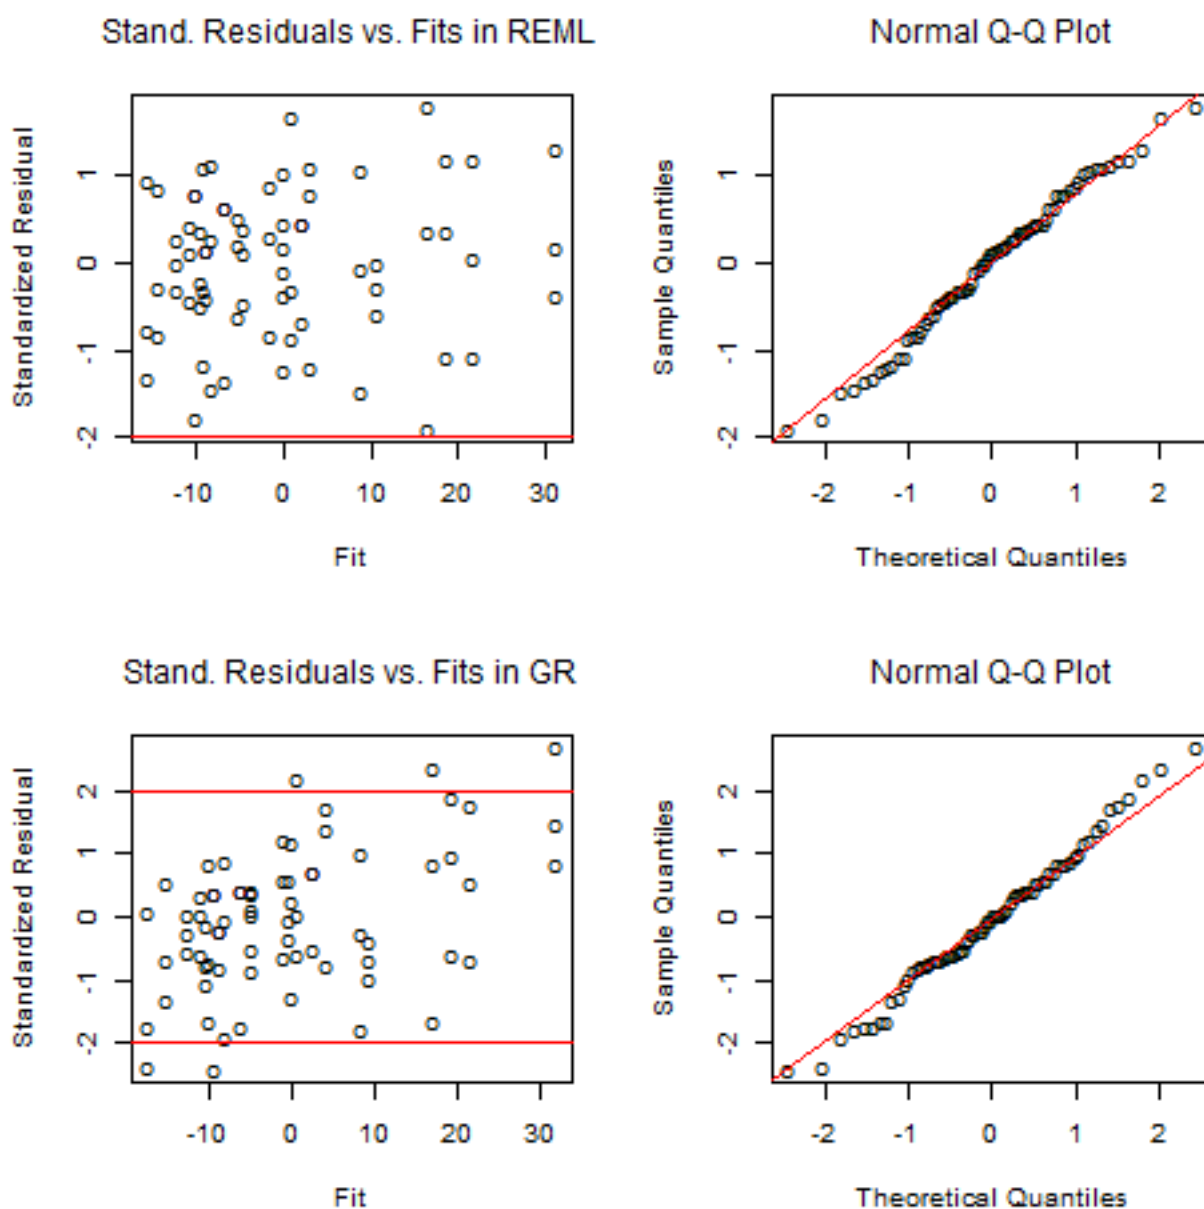 Stand. Residuals vs. Fits in REML
Standardized Residual
1
0
-1
-2
-10 0 10 20 30
Fit
Normal Q-Q Plot
Sample Quantiles
1
0
-1
-2
-2 -1 0 1 2
Theoretical Quantiles
Stand. Residuals vs. Fits in GR
Standardized Residual
2
1
0
-1
-2
-10 0 10 20 30
Fit
Normal Q-Q Plot
Sample Quantiles
2
1
0
-1
-2
-2 -1 0 1 2
Theoretical Quantiles